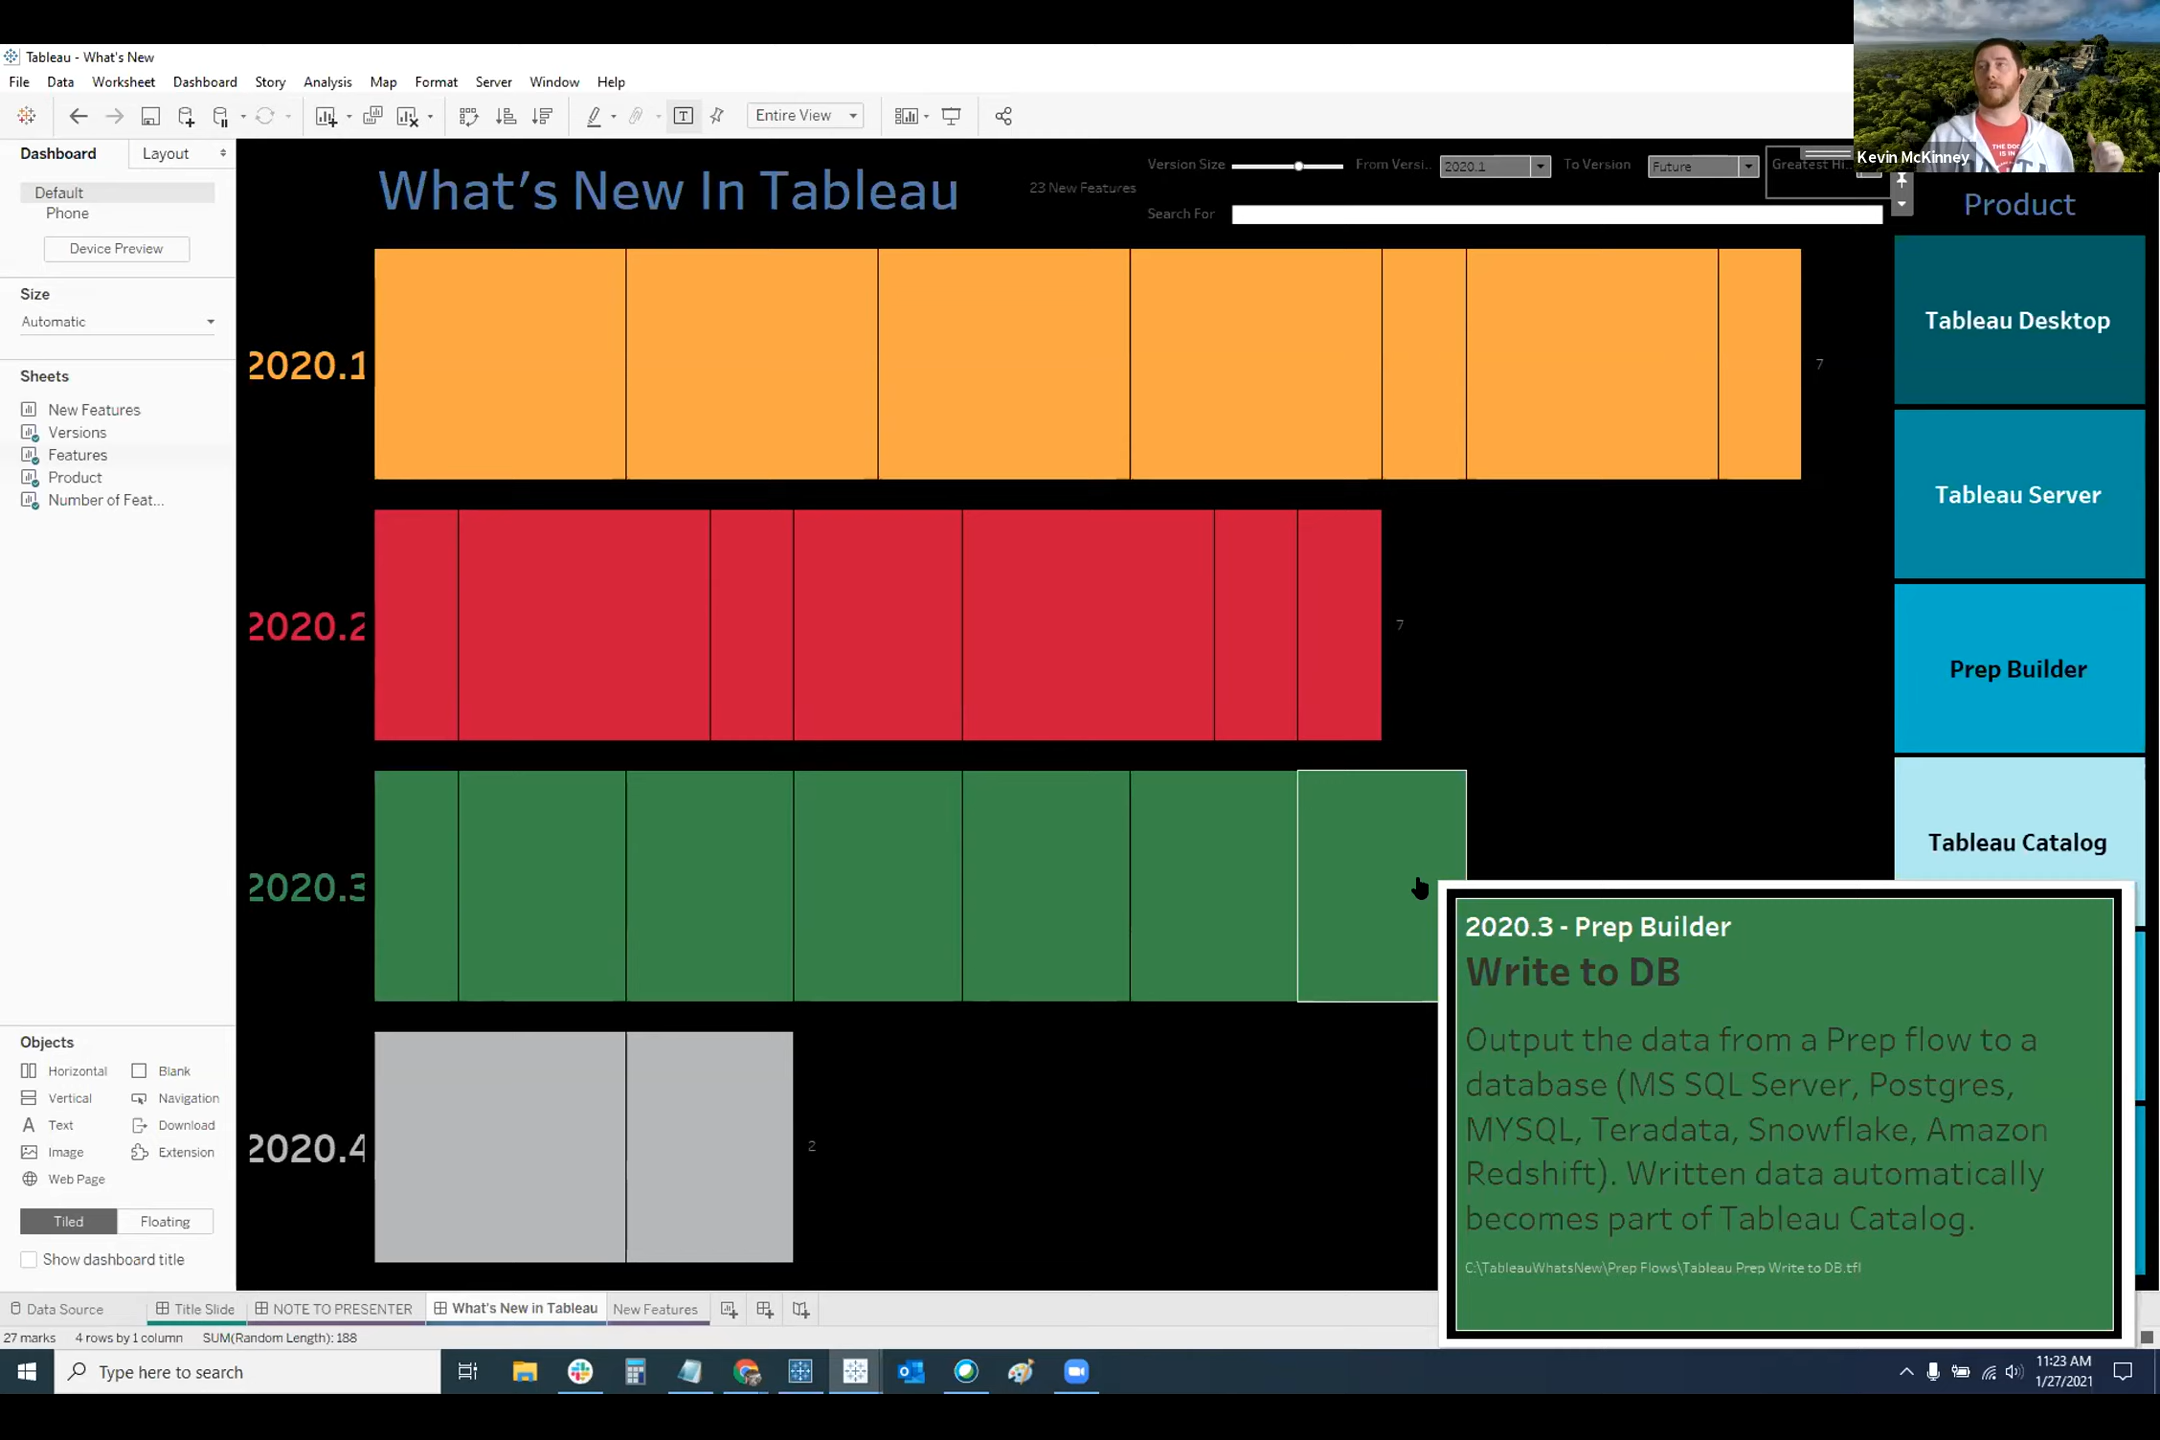 Tableau - What's New
File Data Worksheet Dashboard Story Analysis Map Format Server Window Help
Entire View
Kevin McKinney
Dashboard Layout
Default
Phone
Device Preview
Size
Automatic
Sheets
New Features
Versions
Features
Product
Number of Feat...
Objects
Horizontal Blank
Vertical Navigation
Text Download
Image Extension
Web Page
Tiled Floating
Show dashboard title
What's New In Tableau
23 New Features
Version Size From Versi.. 2020.1 To Version Future Greatest Hi..
Search For
Product
Tableau Desktop
Tableau Server
Prep Builder
Tableau Catalog
2020.1 7
2020.2 7
2020.3
2020.4 2
2020.3 - Prep Builder
Write to DB
Output the data from a Prep flow to a
database (MS SQL Server, Postgres,
MYSQL, Teradata, Snowflake, Amazon
Redshift). Written data automatically
becomes part of Tableau Catalog.
C:\TableauWhatsNew\Prep Flows\Tableau Prep Write to DB.tfl
Data Source Title Slide NOTE TO PRESENTER What's New in Tableau New Features
27 marks 4 rows by 1 column SUM(Random Length): 188
Type here to search
11:23 AM
1/27/2021